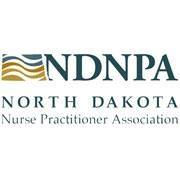 NDNPA
NORTH DAKOTA
Nurse Practitioner Association